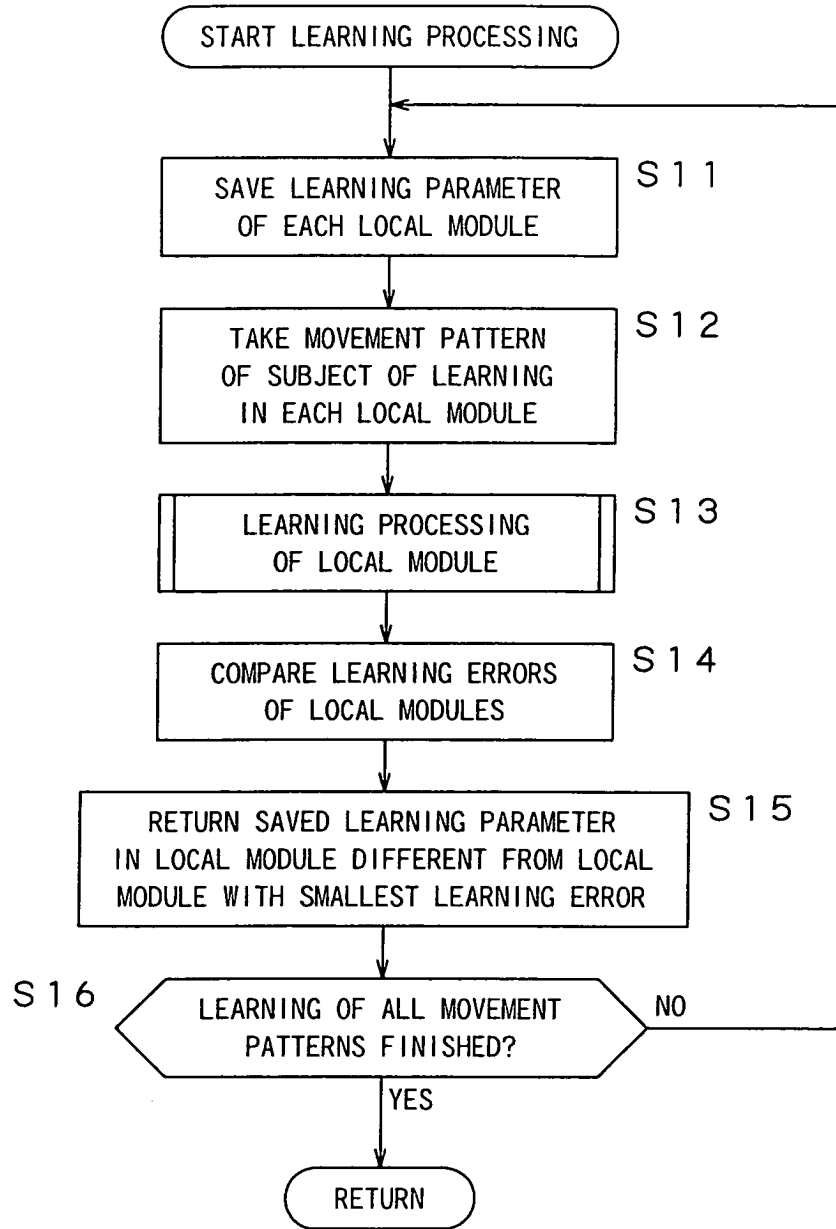 START LEARNING PROCESSING
SAVE LEARNING PARAMETER
OF EACH LOCAL MODULE
S11
TAKE MOVEMENT PATTERN
OF SUBJECT OF LEARNING
IN EACH LOCAL MODULE
S12
LEARNING PROCESSING
OF LOCAL MODULE
S13
COMPARE LEARNING ERRORS
OF LOCAL MODULES
S14
RETURN SAVED LEARNING PARAMETER
IN LOCAL MODULE DIFFERENT FROM LOCAL
MODULE WITH SMALLEST LEARNING ERROR
S15
S16
LEARNING OF ALL MOVEMENT
PATTERNS FINISHED?
NO
YES
RETURN